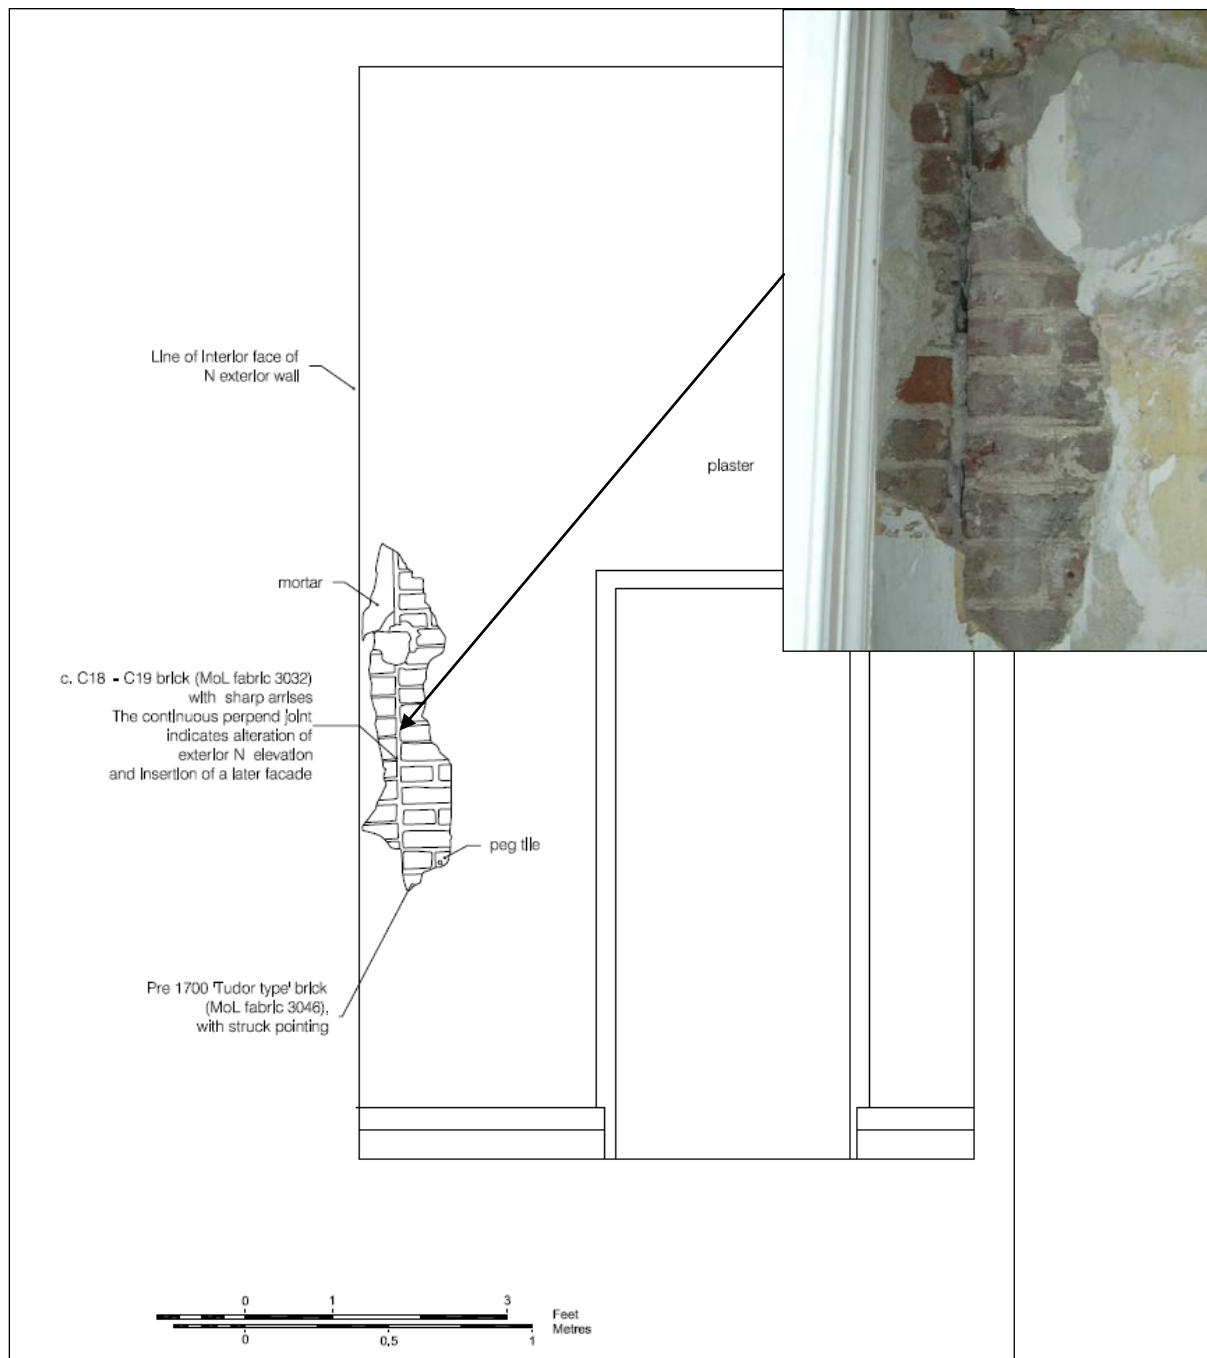 Line of interior face of
N exterior wall
plaster
mortar
c. C18 - C19 brick (MoL fabric 3032)
with sharp arrises
The continuous perpend joint
indicates alteration of
exterior N elevation
and insertion of a later facade
peg tile
Pre 1700 'Tudor type' brick
(MoL fabric 3046),
with struck pointing
0 1 3 Feet
0 0.5 1 Metres